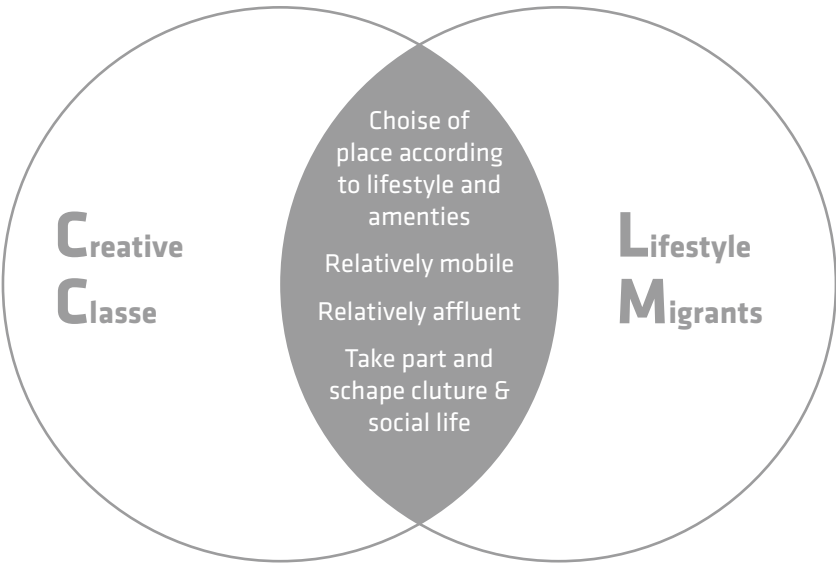 Creative
Classe
Choise of
place according
to lifestyle and
amenties
Relatively mobile
Relatively affluent
Take part and
schape cluture &
social life
Lifestyle
Migrants